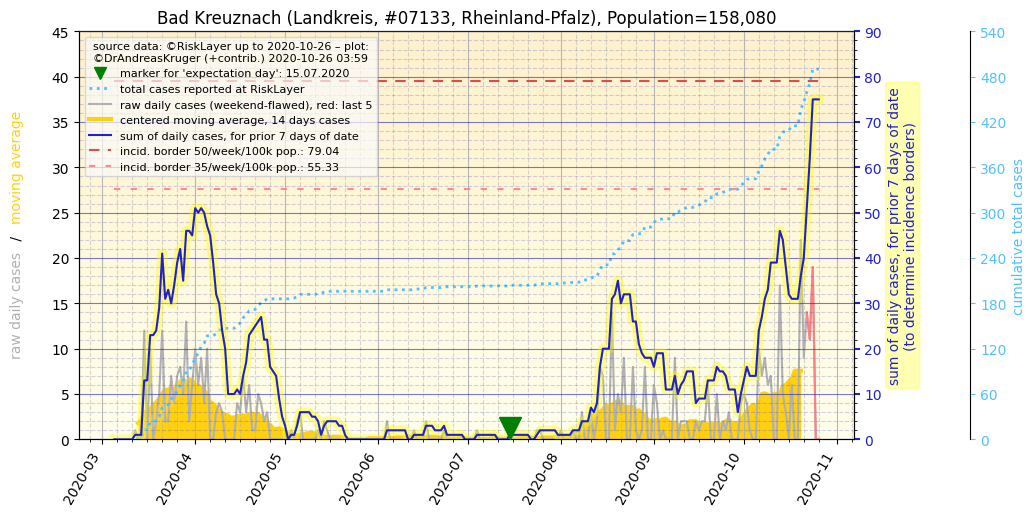 Bad Kreuznach (Landkreis, #07133, Rheinland-Pfalz), Population=158,080
source data: ©RiskLayer up to 2020-10-26 – plot:
©DrAndreasKruger (+contrib.) 2020-10-26 03:59
marker for 'expectation day': 15.07.2020
total cases reported at RiskLayer
raw daily cases (weekend-flawed), red: last 5
centered moving average, 14 days cases
sum of daily cases, for prior 7 days of date
incid. border 50/week/100k pop.: 79.04
incid. border 35/week/100k pop.: 55.33
raw daily cases / moving average
45
40
35
30
25
20
15
10
5
0
90
80
70
60
50
40
30
20
10
0
sum of daily cases, for prior 7 days of date
(to determine incidence borders)
540
480
420
360
300
240
180
120
60
0
cumulative total cases
2020-03
2020-04
2020-05
2020-06
2020-07
2020-08
2020-09
2020-10
2020-11